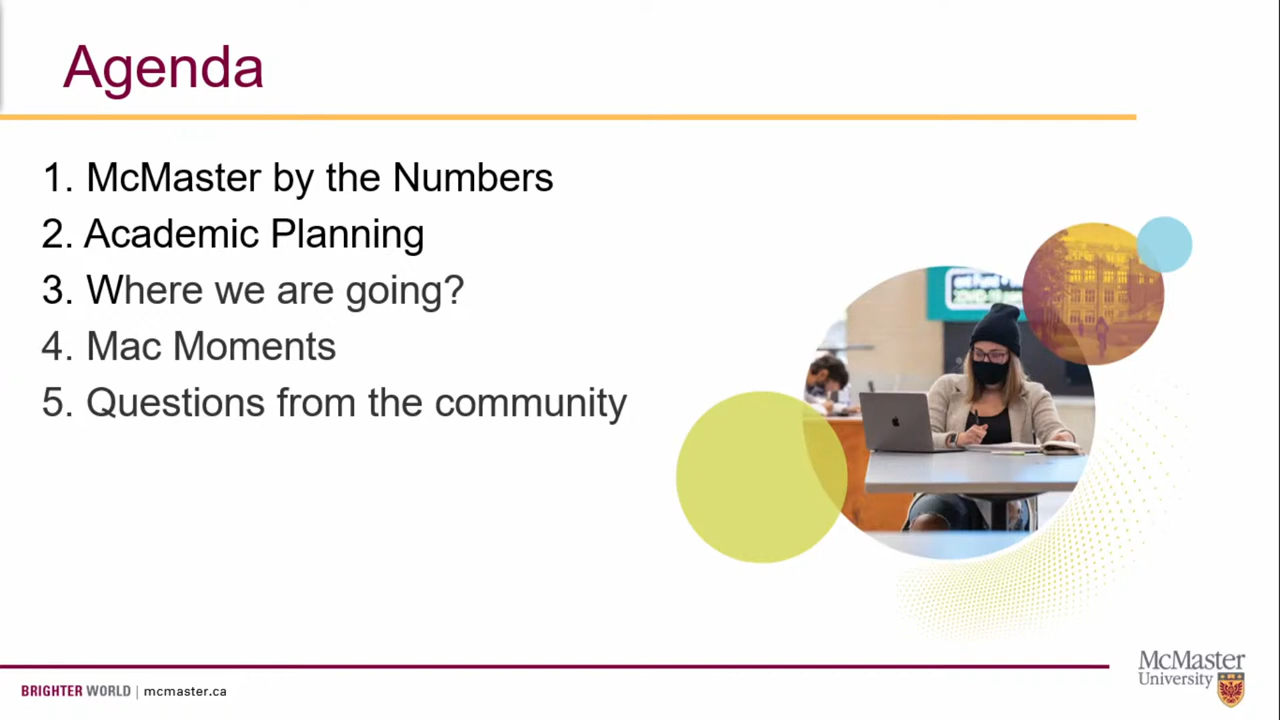 Agenda
1. McMaster by the Numbers
2. Academic Planning
3. Where we are going?
4. Mac Moments
5. Questions from the community
BRIGHTER WORLD | mcmaster.ca
McMaster
University